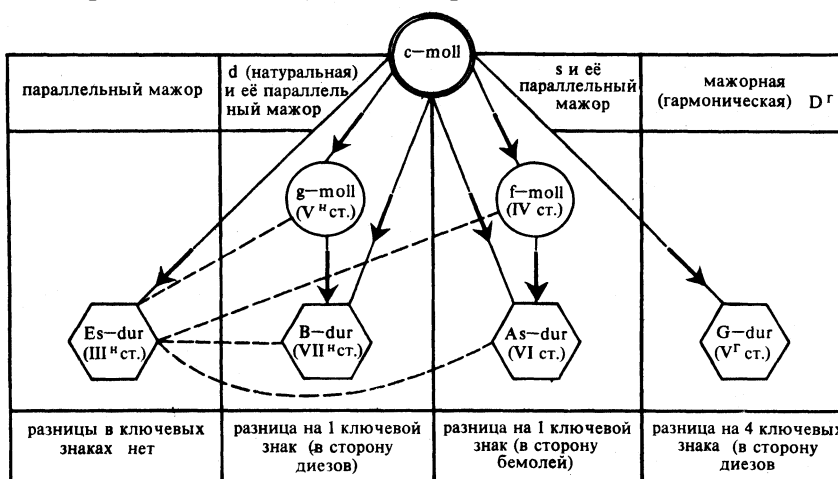 c—moll
параллельный мажор
d (натуральная)
и её параллель
ный мажор
s и её
параллельный
мажор
мажорная
(гармоническая) D г
g—moll
(V н ст.)
f—moll
(IV ст.)
Es—dur
(III н ст.)
B—dur
(VII н ст.)
As—dur
(VI ст.)
G—dur
(V г ст.)
разницы в ключевых
знаках нет
разница на 1 ключевой
знак (в сторону
диезов)
разница на 1 ключевой
знак (в сторону
бемолей)
разница на 4 ключевых
знака (в сторону
диезов